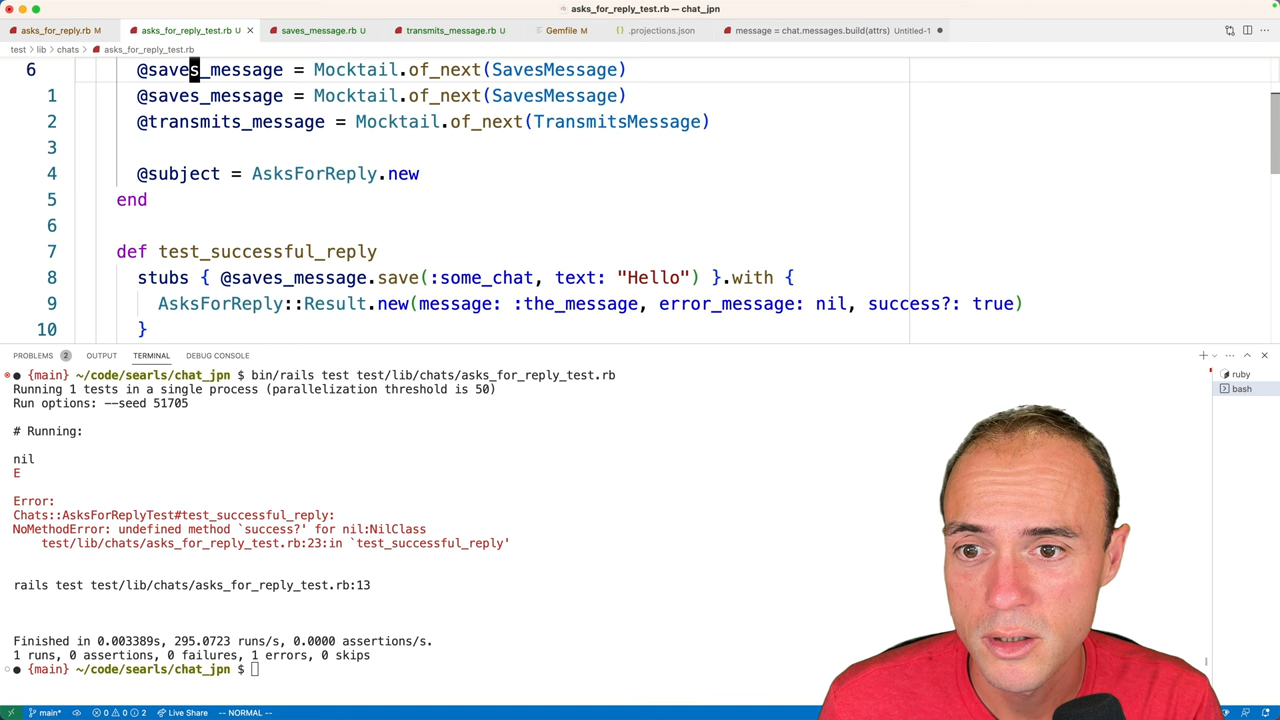 asks_for_reply_test.rb — chat_jpn
asks_for_reply.rb M
asks_for_reply_test.rb U
saves_message.rb U
transmits_message.rb U
Gemfile M
.projections.json
message = chat.messages.build(attrs) Untitled-1
test > lib > chats > asks_for_reply_test.rb
6 @saves_message = Mocktail.of_next(SavesMessage)
1 @saves_message = Mocktail.of_next(SavesMessage)
2 @transmits_message = Mocktail.of_next(TransmitsMessage)
3
4 @subject = AsksForReply.new
5 end
6
7 def test_successful_reply
8 stubs { @saves_message.save(:some_chat, text: "Hello") }.with {
9 AsksForReply::Result.new(message: :the_message, error_message: nil, success?: true)
10 }
PROBLEMS 2 OUTPUT TERMINAL DEBUG CONSOLE
{main} ~/code/searls/chat_jpn $ bin/rails test test/lib/chats/asks_for_reply_test.rb
Running 1 tests in a single process (parallelization threshold is 50)
Run options: --seed 51705
# Running:
nil
E
Error:
Chats::AsksForReplyTest#test_successful_reply:
NoMethodError: undefined method `success?' for nil:NilClass
test/lib/chats/asks_for_reply_test.rb:23:in `test_successful_reply'
rails test test/lib/chats/asks_for_reply_test.rb:13
Finished in 0.003389s, 295.0723 runs/s, 0.0000 assertions/s.
1 runs, 0 assertions, 0 failures, 1 errors, 0 skips
{main} ~/code/searls/chat_jpn $
ruby
bash
main* 0 0 2 Live Share -- NORMAL --